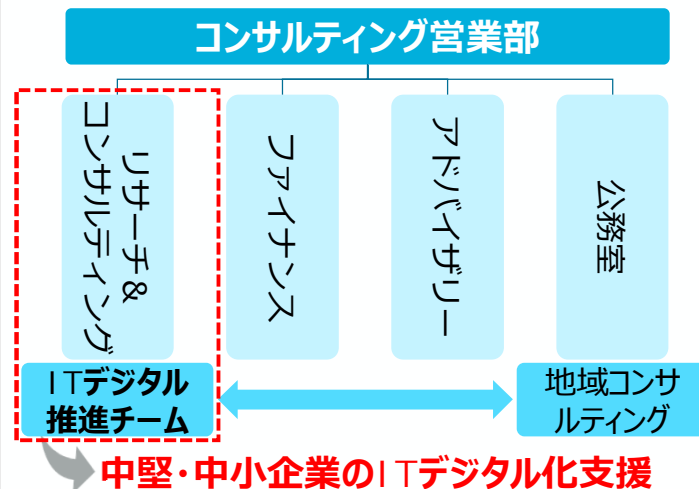 コンサルティング営業部
リサーチ&
コンサルティング
ファイナンス
アドバイザリー
公務室
ITデジタル
推進チーム
地域コンサ
ルティング
中堅・中小企業のITデジタル化支援